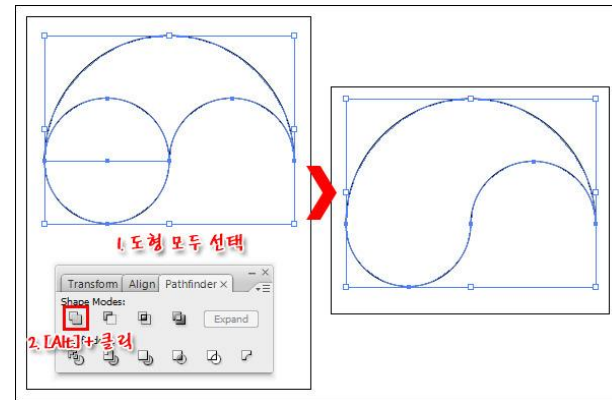 1. 도형 모두 선택
Transform Align Pathfinder ×
Shape Modes:
Expand
2. [Alt]+클릭